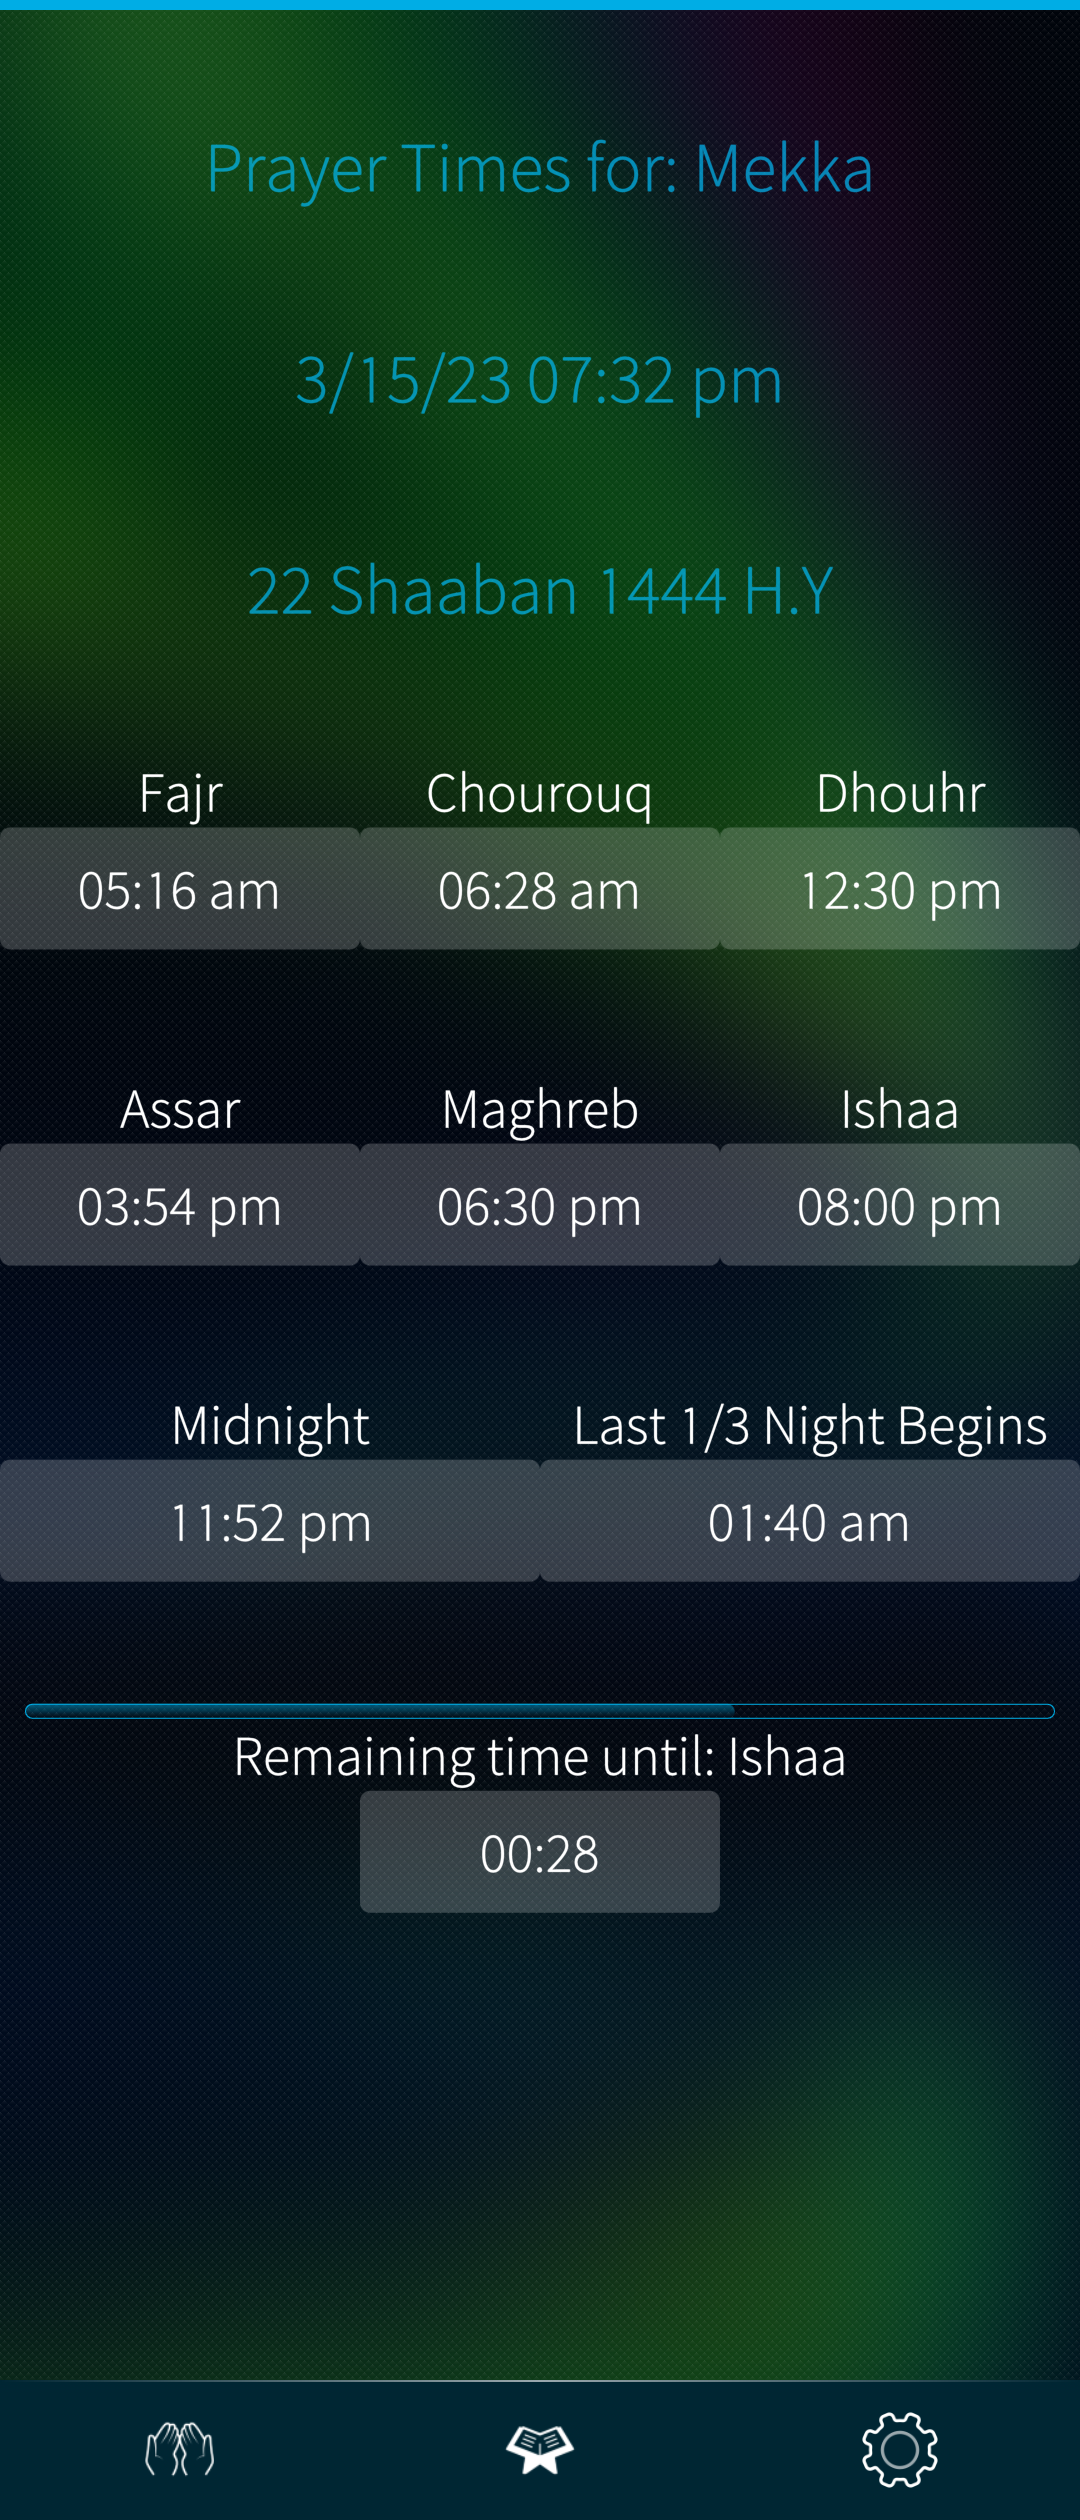 Prayer Times for: Mekka
3/15/23 07:32 pm
22 Shaaban 1444 H.Y
Fajr Chourouq Dhouhr
05:16 am 06:28 am 12:30 pm
Assar Maghreb Ishaa
03:54 pm 06:30 pm 08:00 pm
Midnight Last 1/3 Night Begins
11:52 pm 01:40 am
Remaining time until: Ishaa
00:28